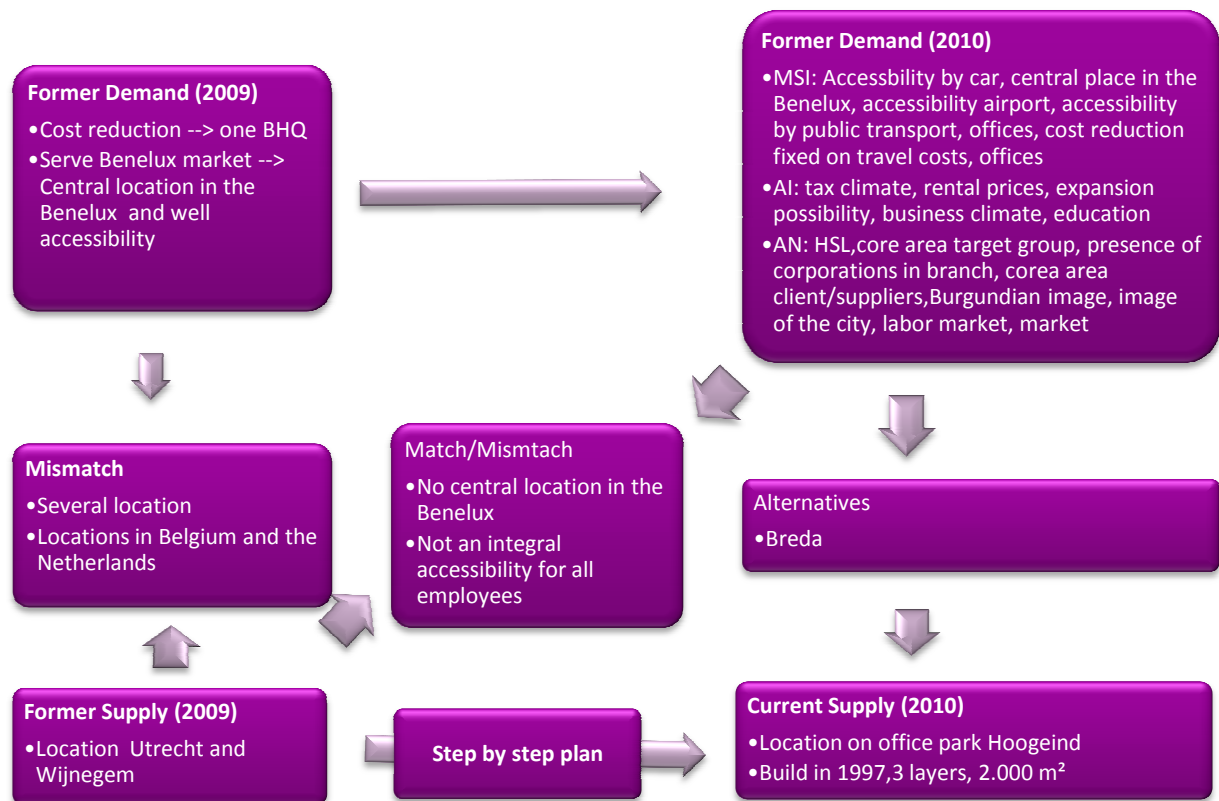 Former Demand (2009)
•Cost reduction --> one BHQ
•Serve Benelux market -->
Central location in the
Benelux and well
accessibility
Former Demand (2010)
•MSI: Accessbility by car, central place in the
Benelux, accessibility airport, accessibility
by public transport, offices, cost reduction
fixed on travel costs, offices
•AI: tax climate, rental prices, expansion
possibility, business climate, education
•AN: HSL,core area target group, presence of
corporations in branch, corea area
client/suppliers,Burgundian image, image
of the city, labor market, market
Mismatch
•Several location
•Locations in Belgium and the
Netherlands
Match/Mismtach
•No central location in the
Benelux
•Not an integral
accessibility for all
employees
Alternatives
•Breda
Former Supply (2009)
•Location Utrecht and
Wijnegem
Step by step plan
Current Supply (2010)
•Location on office park Hoogeind
•Build in 1997,3 layers, 2.000 m²